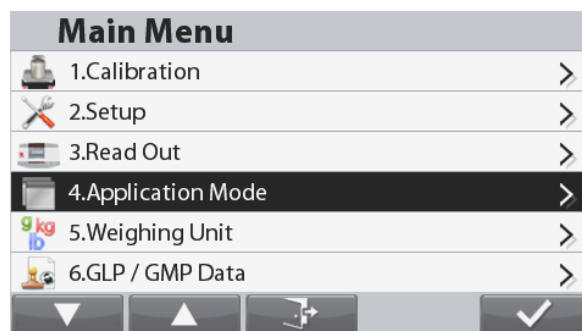 Main Menu
1.Calibration
2.Setup
3.Read Out
4.Application Mode
g kg
lb
5.Weighing Unit
6.GLP / GMP Data